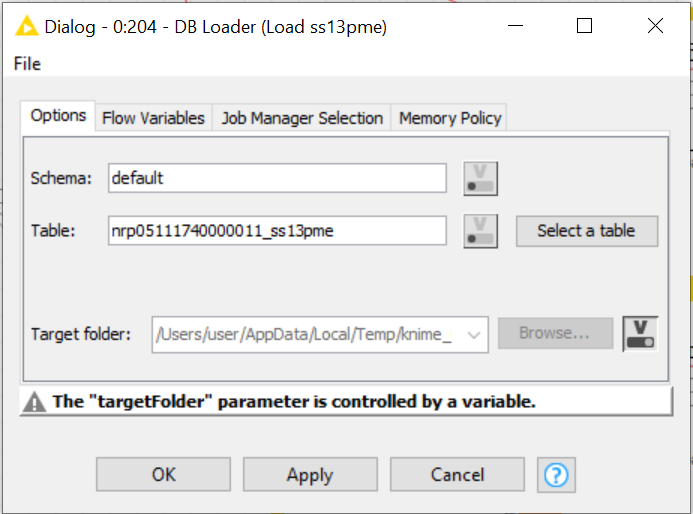 Dialog - 0:204 - DB Loader (Load ss13pme)
File
Options Flow Variables Job Manager Selection Memory Policy
Schema: default V
Table: nrp05111740000011_ss13pme V Select a table
Target folder: /Users/user/AppData/Local/Temp/knime_ Browse... V
The "targetFolder" parameter is controlled by a variable.
OK Apply Cancel ?